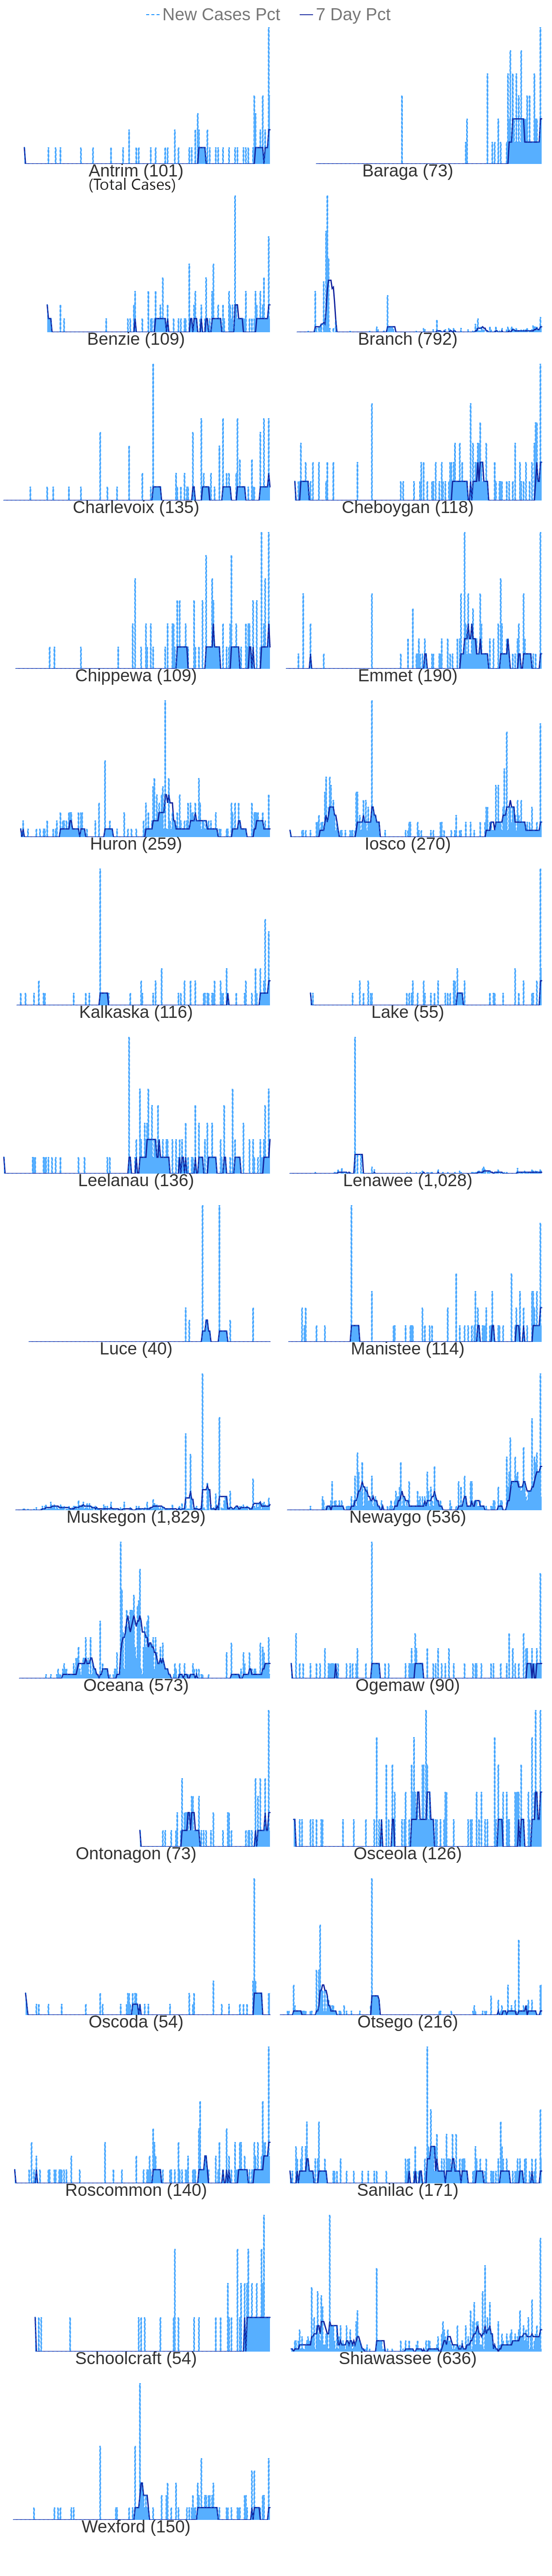 New Cases Pct 7 Day Pct
Antrim (101) Baraga (73)
(Total Cases)
Benzie (109) Branch (792)
Charlevoix (135) Cheboygan (118)
Chippewa (109) Emmet (190)
Huron (259) Iosco (270)
Kalkaska (116) Lake (55)
Leelanau (136) Lenawee (1,028)
Luce (40) Manistee (114)
Muskegon (1,829) Newaygo (536)
Oceana (573) Ogemaw (90)
Ontonagon (73) Osceola (126)
Oscoda (54) Otsego (216)
Roscommon (140) Sanilac (171)
Schoolcraft (54) Shiawassee (636)
Wexford (150)